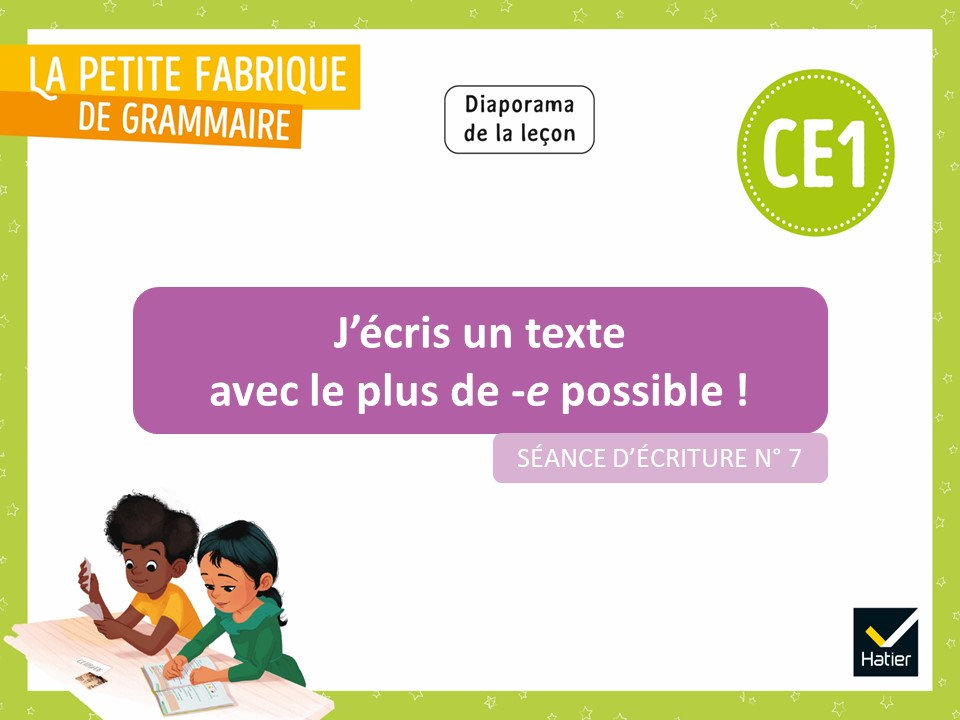 LA PETITE FABRIQUE
DE GRAMMAIRE
Diaporama
de la leçon
CE1
J’écris un texte
avec le plus de -e possible !
SÉANCE D’ÉCRITURE N° 7
Hatier